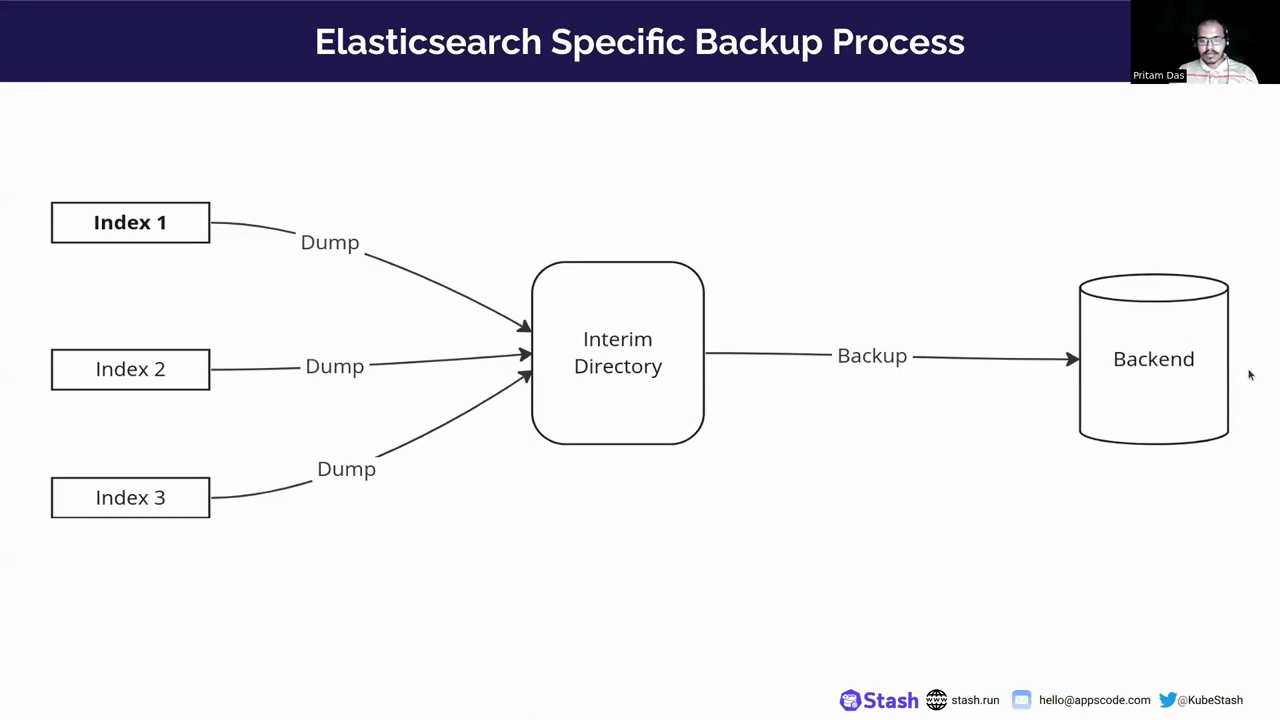 Elasticsearch Specific Backup Process
Pritam Das
Index 1
Dump
Interim
Directory
Index 2
Dump
Backup
Backend
Index 3
Dump
Stash
stash.run
hello@appscode.com
@KubeStash